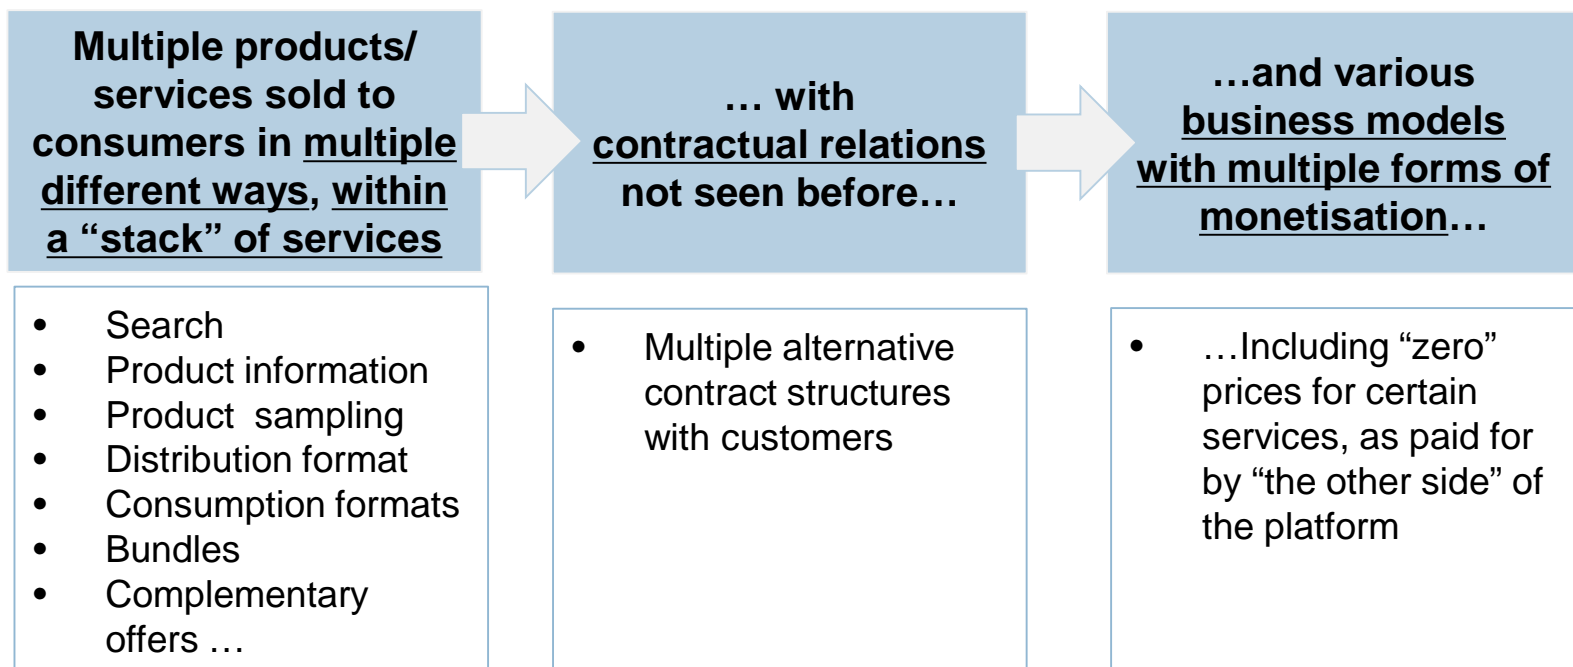 Multiple products/
services sold to
consumers in multiple
different ways, within
a “stack” of services
… with
contractual relations
not seen before…
…and various
business models
with multiple forms of
monetisation…
• Search
• Product information
• Product sampling
• Distribution format
• Consumption formats
• Bundles
• Complementary
offers …
• Multiple alternative
contract structures
with customers
• …Including “zero”
prices for certain
services, as paid for
by “the other side” of
the platform